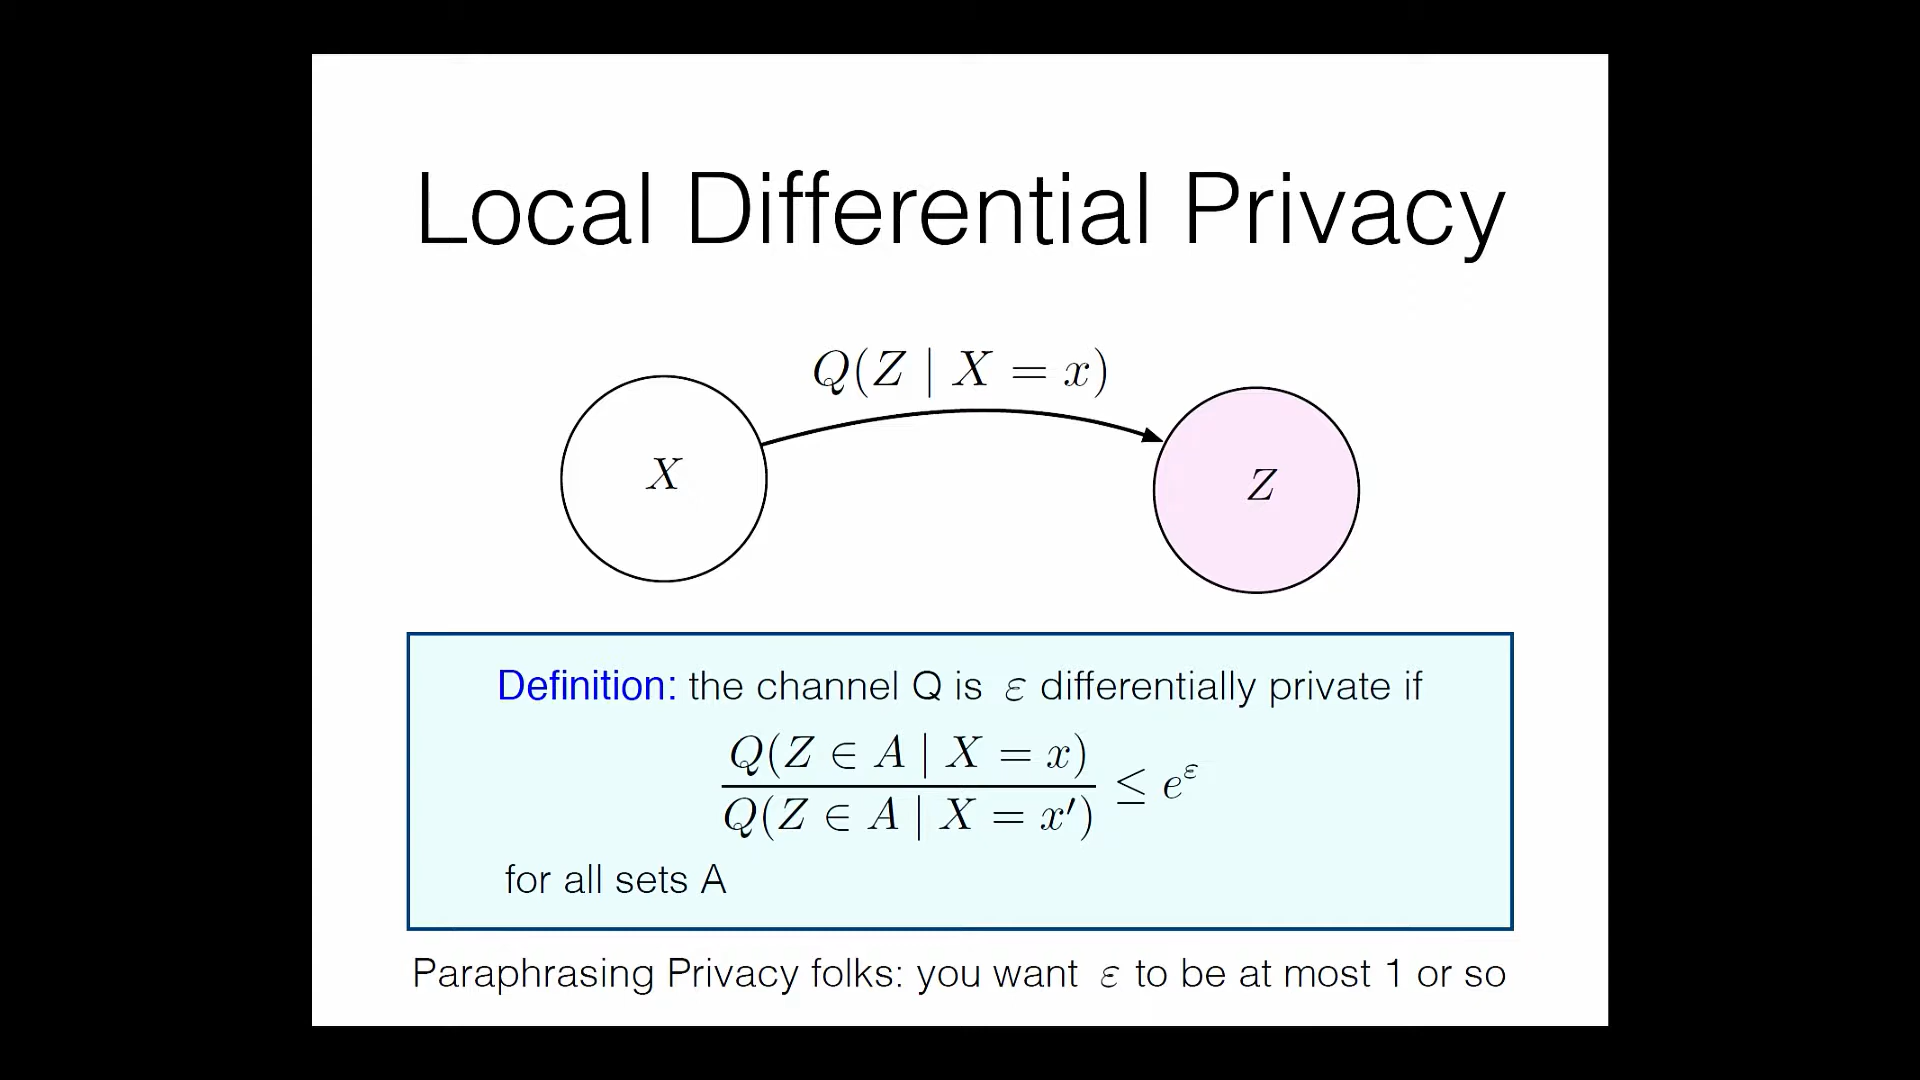 Local Differential Privacy
Q(Z | X = x)
X
Z
Definition: the channel Q is ε differentially private if
Q(Z ∈ A | X = x)
Q(Z ∈ A | X = x′)
≤ e^ε
for all sets A
Paraphrasing Privacy folks: you want ε to be at most 1 or so